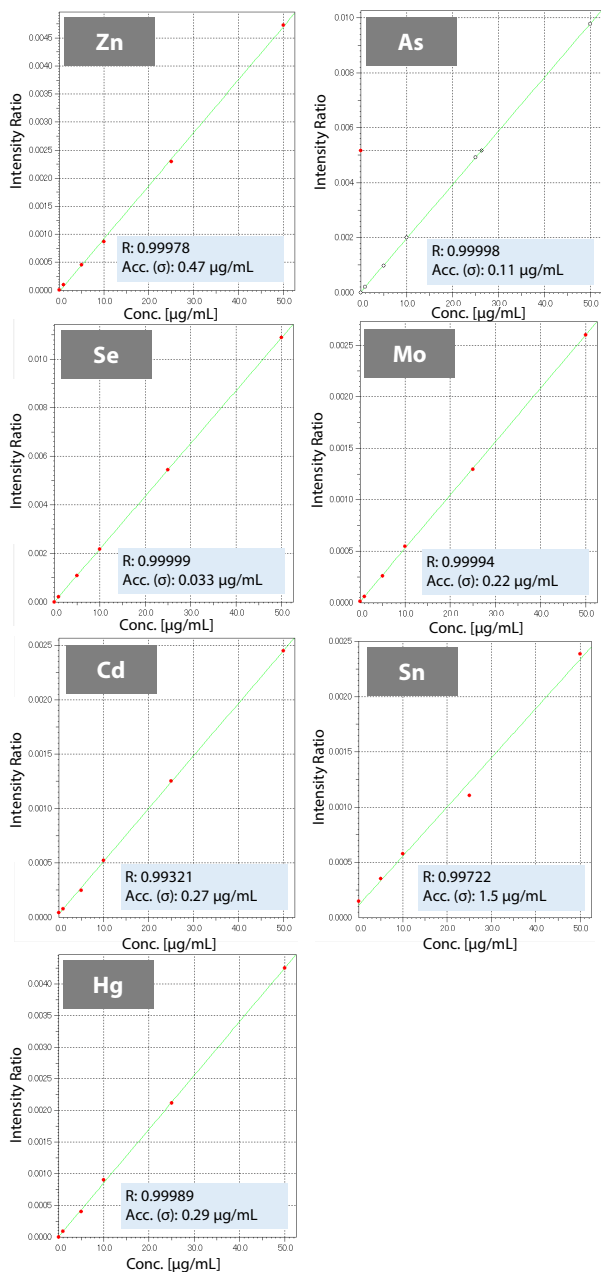 Zn
Intensity Ratio
0.0045
0.0040
0.0035
0.0030
0.0025
0.0020
0.0015
0.0010
0.0005
0.0000
R: 0.99978
Acc. (σ): 0.47 µg/mL
0.0 10.0 20.0 30.0 40.0 50.0
Conc. [µg/mL]
As
Intensity Ratio
0.010
0.008
0.006
0.004
0.002
0.000
R: 0.99998
Acc. (σ): 0.11 µg/mL
0.0 10.0 20.0 30.0 40.0 50.0
Conc. [µg/mL]
Se
Intensity Ratio
0.010
0.008
0.006
0.004
0.002
0.000
R: 0.99999
Acc. (σ): 0.033 µg/mL
0.0 10.0 20.0 30.0 40.0 50.0
Conc. [µg/mL]
Mo
Intensity Ratio
0.0025
0.0020
0.0015
0.0010
0.0005
0.0000
R: 0.99994
Acc. (σ): 0.22 µg/mL
0.0 10.0 20.0 30.0 40.0 50.0
Conc. [µg/mL]
Cd
Intensity Ratio
0.0025
0.0020
0.0015
0.0010
0.0005
0.0000
R: 0.99321
Acc. (σ): 0.27 µg/mL
0.0 10.0 20.0 30.0 40.0 50.0
Conc. [µg/mL]
Sn
Intensity Ratio
0.0025
0.0020
0.0015
0.0010
0.0005
0.0000
R: 0.99722
Acc. (σ): 1.5 µg/mL
0.0 10.0 20.0 30.0 40.0 50.0
Conc. [µg/mL]
Hg
Intensity Ratio
0.0040
0.0035
0.0030
0.0025
0.0020
0.0015
0.0010
0.0005
0.0000
R: 0.99989
Acc. (σ): 0.29 µg/mL
0.0 10.0 20.0 30.0 40.0 50.0
Conc. [µg/mL]